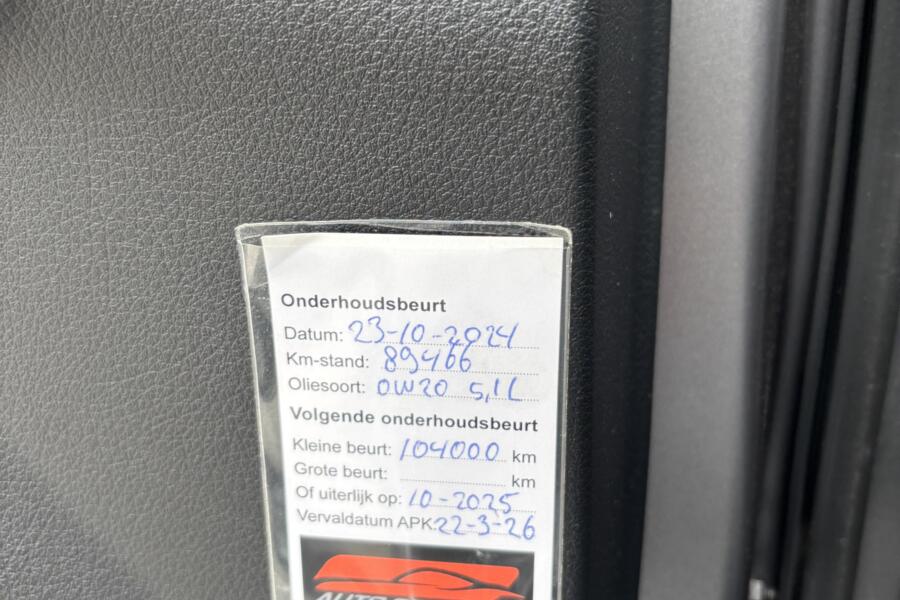 Onderhoudsbeurt
Datum: 23-10-2024
Km-stand: 89466
Oliesoort: 0W20 5,1L
Volgende onderhoudsbeurt
Kleine beurt: 104000 km
Grote beurt: km
Of uiterlijk op: 10-2025
Vervaldatum APK: 22-3-26
AUTO